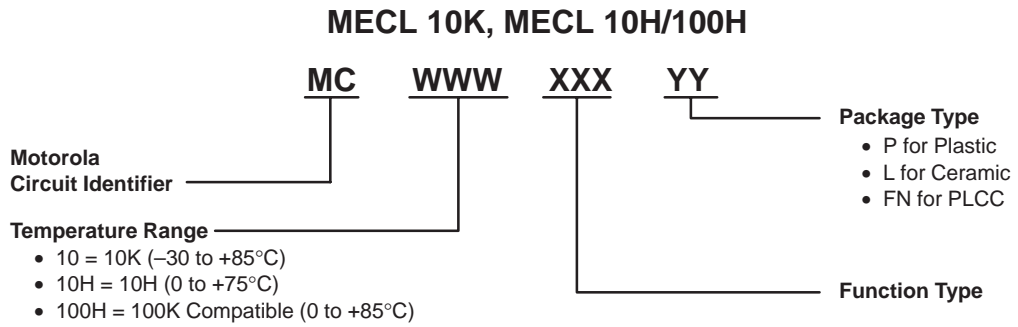 MECL 10K, MECL 10H/100H
MC WWW XXX YY
Package Type
• P for Plastic
• L for Ceramic
• FN for PLCC
Motorola
Circuit Identifier
Temperature Range
• 10 = 10K (–30 to +85°C)
• 10H = 10H (0 to +75°C)
• 100H = 100K Compatible (0 to +85°C)
Function Type